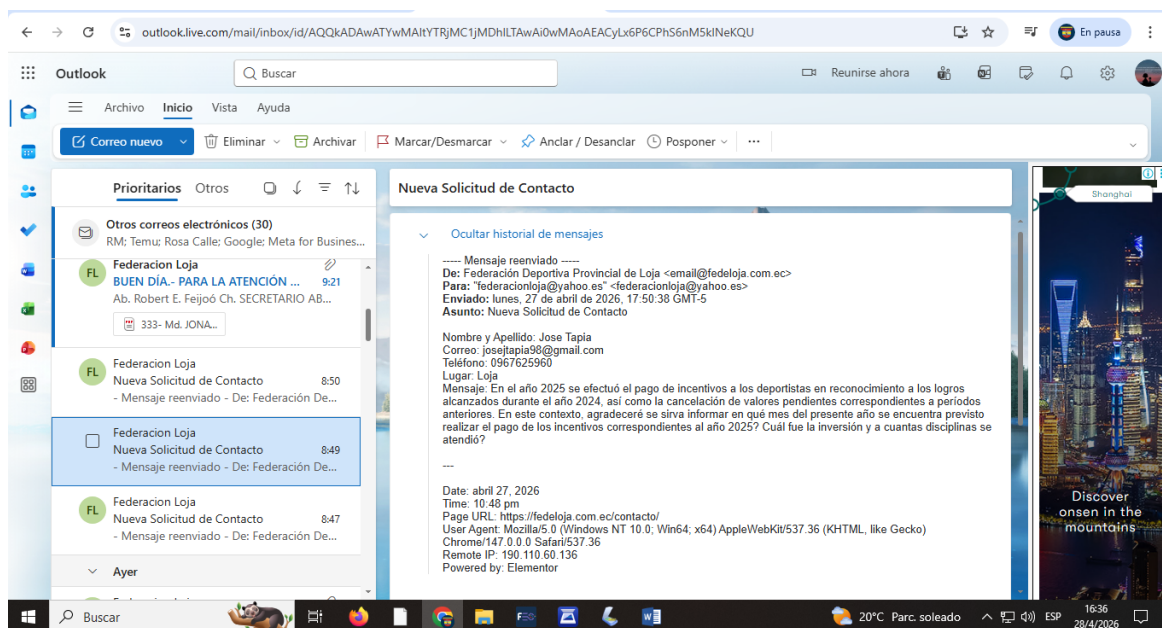 outlook.live.com/mail/inbox/id/AQQkADAwATYwMAItYTRjMC1jMDhlLTAwAi0wMAoAEACyLx6P6CPhS6nM5kINeKQU
En pausa
Outlook
Buscar
Reunirse ahora
Archivo Inicio Vista Ayuda
Correo nuevo Eliminar Archivar Marcar/Desmarcar Anclar / Desanclar Posponer ...
Prioritarios Otros
Otros correos electrónicos (30)
RM; Temu; Rosa Calle; Google; Meta for Busines...
FL
Federacion Loja
BUEN DÍA.- PARA LA ATENCIÓN ... 9:21
Ab. Robert E. Feijoó Ch. SECRETARIO AB...
333- Md. JONA...
FL
Federacion Loja
Nueva Solicitud de Contacto 8:50
- Mensaje reenviado - De: Federación De...
Federacion Loja
Nueva Solicitud de Contacto 8:49
- Mensaje reenviado - De: Federación De...
FL
Federacion Loja
Nueva Solicitud de Contacto 8:47
- Mensaje reenviado - De: Federación De...
Ayer
Nueva Solicitud de Contacto
Ocultar historial de mensajes
----- Mensaje reenviado -----
De: Federación Deportiva Provincial de Loja <email@fedeloja.com.ec>
Para: "federacionloja@yahoo.es" <federacionloja@yahoo.es>
Enviado: lunes, 27 de abril de 2026, 17:50:38 GMT-5
Asunto: Nueva Solicitud de Contacto
Nombre y Apellido: Jose Tapia
Correo: josejtapia98@gmail.com
Teléfono: 0967625960
Lugar: Loja
Mensaje: En el año 2025 se efectuó el pago de incentivos a los deportistas en reconocimiento a los logros
alcanzados durante el año 2024, así como la cancelación de valores pendientes correspondientes a períodos
anteriores. En este contexto, agradeceré se sirva informar en qué mes del presente año se encuentra previsto
realizar el pago de los incentivos correspondientes al año 2025? Cuál fue la inversión y a cuantas disciplinas se
atendió?
---
Date: abril 27, 2026
Time: 10:48 pm
Page URL: https://fedeloja.com.ec/contacto/
User Agent: Mozilla/5.0 (Windows NT 10.0; Win64; x64) AppleWebKit/537.36 (KHTML, like Gecko)
Chrome/147.0.0.0 Safari/537.36
Remote IP: 190.110.60.136
Powered by: Elementor
Shanghai
Discover
onsen in the
mountains
Buscar
20°C Parc. soleado
ESP
16:36
28/4/2026